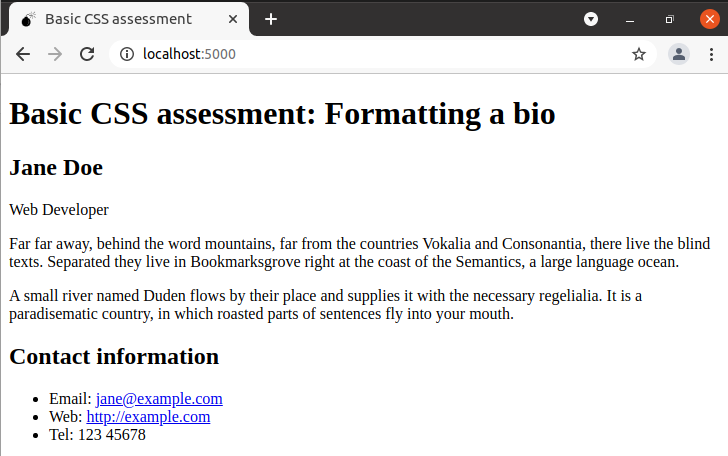 Basic CSS assessment
localhost:5000
Basic CSS assessment: Formatting a bio
Jane Doe
Web Developer
Far far away, behind the word mountains, far from the countries Vokalia and Consonantia, there live the blind
texts. Separated they live in Bookmarksgrove right at the coast of the Semantics, a large language ocean.
A small river named Duden flows by their place and supplies it with the necessary regelialia. It is a
paradisematic country, in which roasted parts of sentences fly into your mouth.
Contact information
Email: jane@example.com
Web: http://example.com
Tel: 123 45678